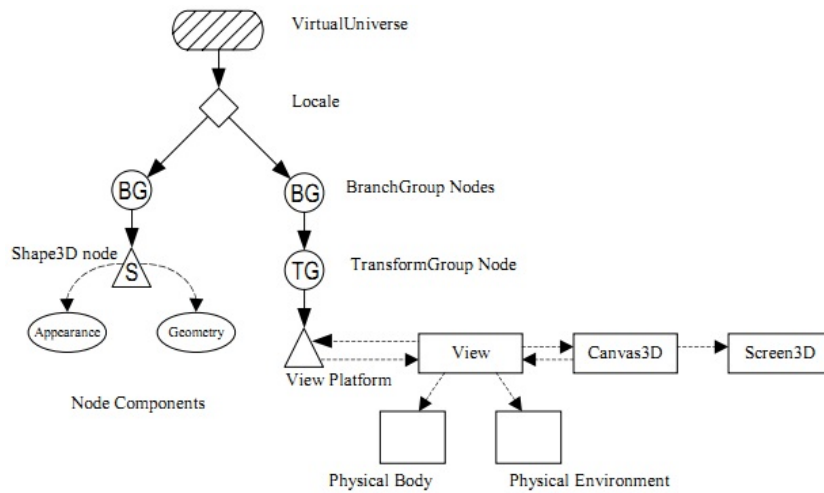 VirtualUniverse
Locale
BG
BG
BranchGroup Nodes
Shape3D node
S
TG
TransformGroup Node
Appearance
Geometry
View
Canvas3D
Screen3D
View Platform
Node Components
Physical Body
Physical Environment